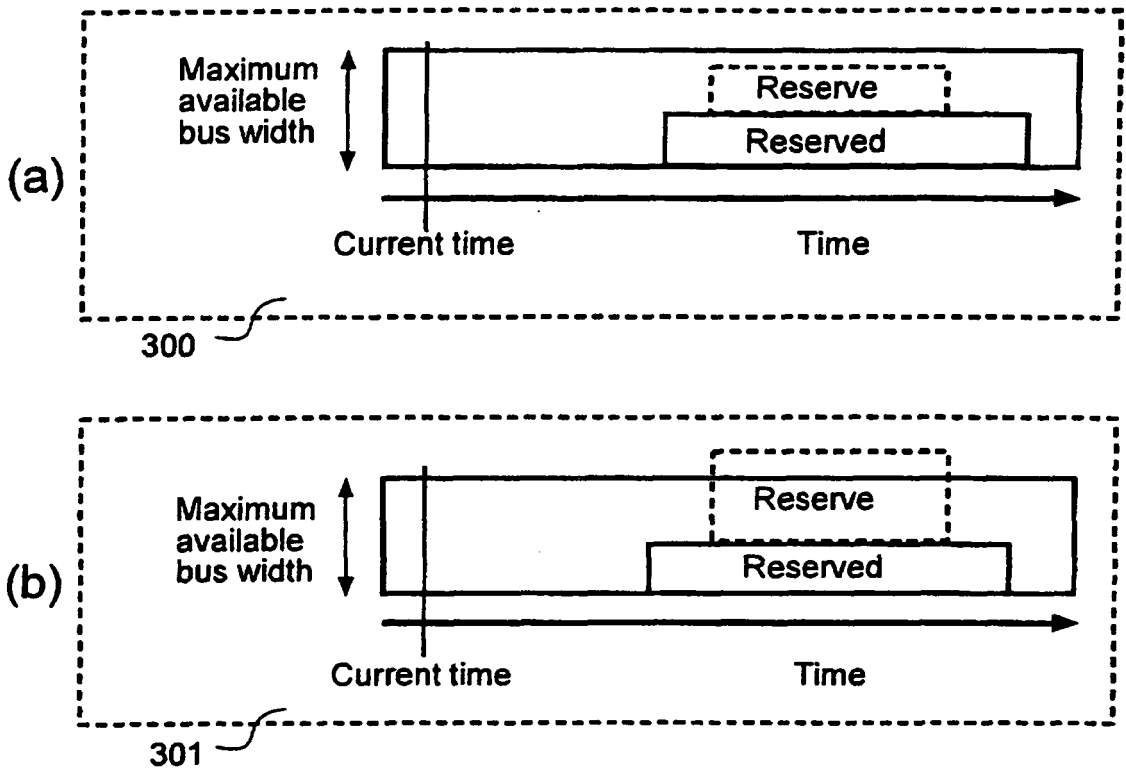 (a)
Maximum
available
bus width
Reserve
Reserved
Current time
Time
300
(b)
Maximum
available
bus width
Reserve
Reserved
Current time
Time
301